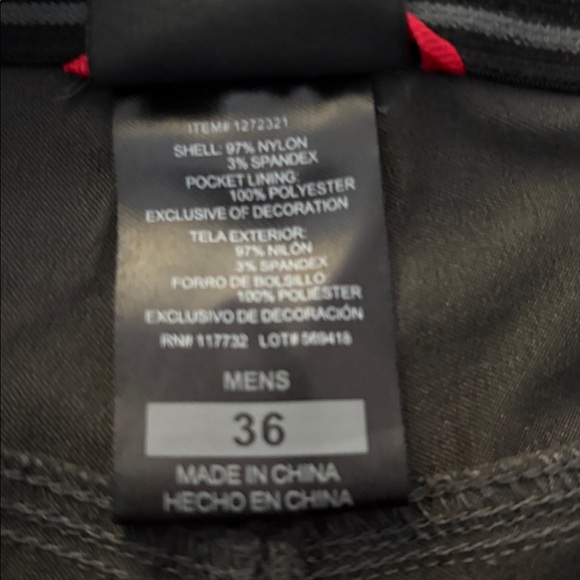 ITEM# 1272321
SHELL: 97% NYLON
3% SPANDEX
POCKET LINING:
100% POLYESTER
EXCLUSIVE OF DECORATION
TELA EXTERIOR:
97% NILÓN
3% SPANDEX
FORRO DE BOLSILLO:
100% POLIÉSTER
EXCLUSIVO DE DECORACIÓN
RN# 117732 LOT# 569418
MENS
36
MADE IN CHINA
HECHO EN CHINA